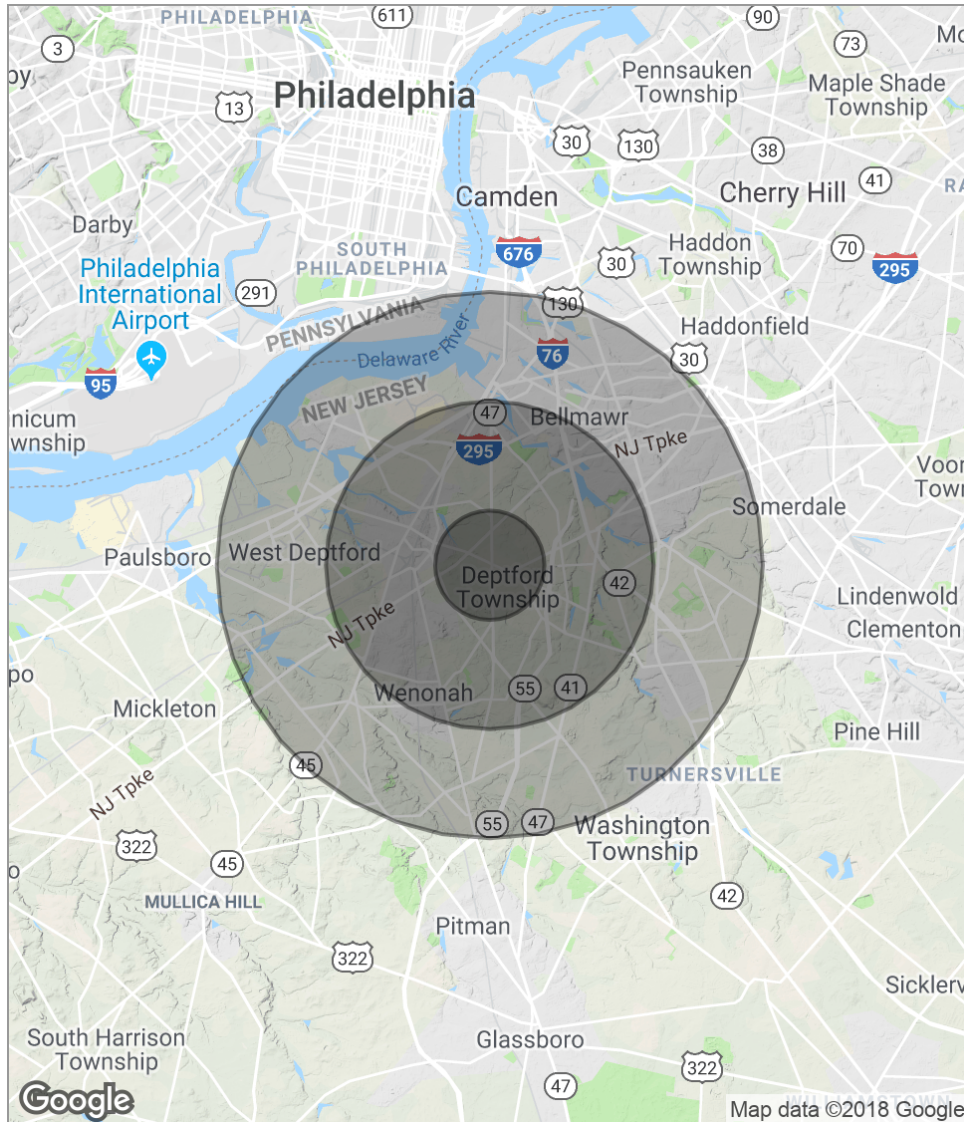 PHILADELPHIA
611
90
3
73
Mo
by
Pennsauken
Township
Maple Shade
Township
13
Philadelphia
30
130
38
41
Camden
Cherry Hill
RA
Darby
SOUTH
PHILADELPHIA
676
30
Haddon
Township
70
295
Philadelphia
International
Airport
291
PENNSYLVANIA
130
Haddonfield
Delaware River
76
30
95
NEW JERSEY
nicum
ownship
47
Bellmawr
NJ Tpke
295
Voor
Town
Somerdale
Paulsboro
West Deptford
Deptford
Township
42
Lindenwold
Clementon
NJ Tpke
po
Wenonah
55
41
Mickleton
Pine Hill
45
TURNERSVILLE
NJ Tpke
55
47
Washington
Township
322
45
o
MULLICA HILL
42
Pitman
322
Sicklerv
South Harrison
Township
Glassboro
322
47
Google
WILLIAMSTOWN
Map data ©2018 Google